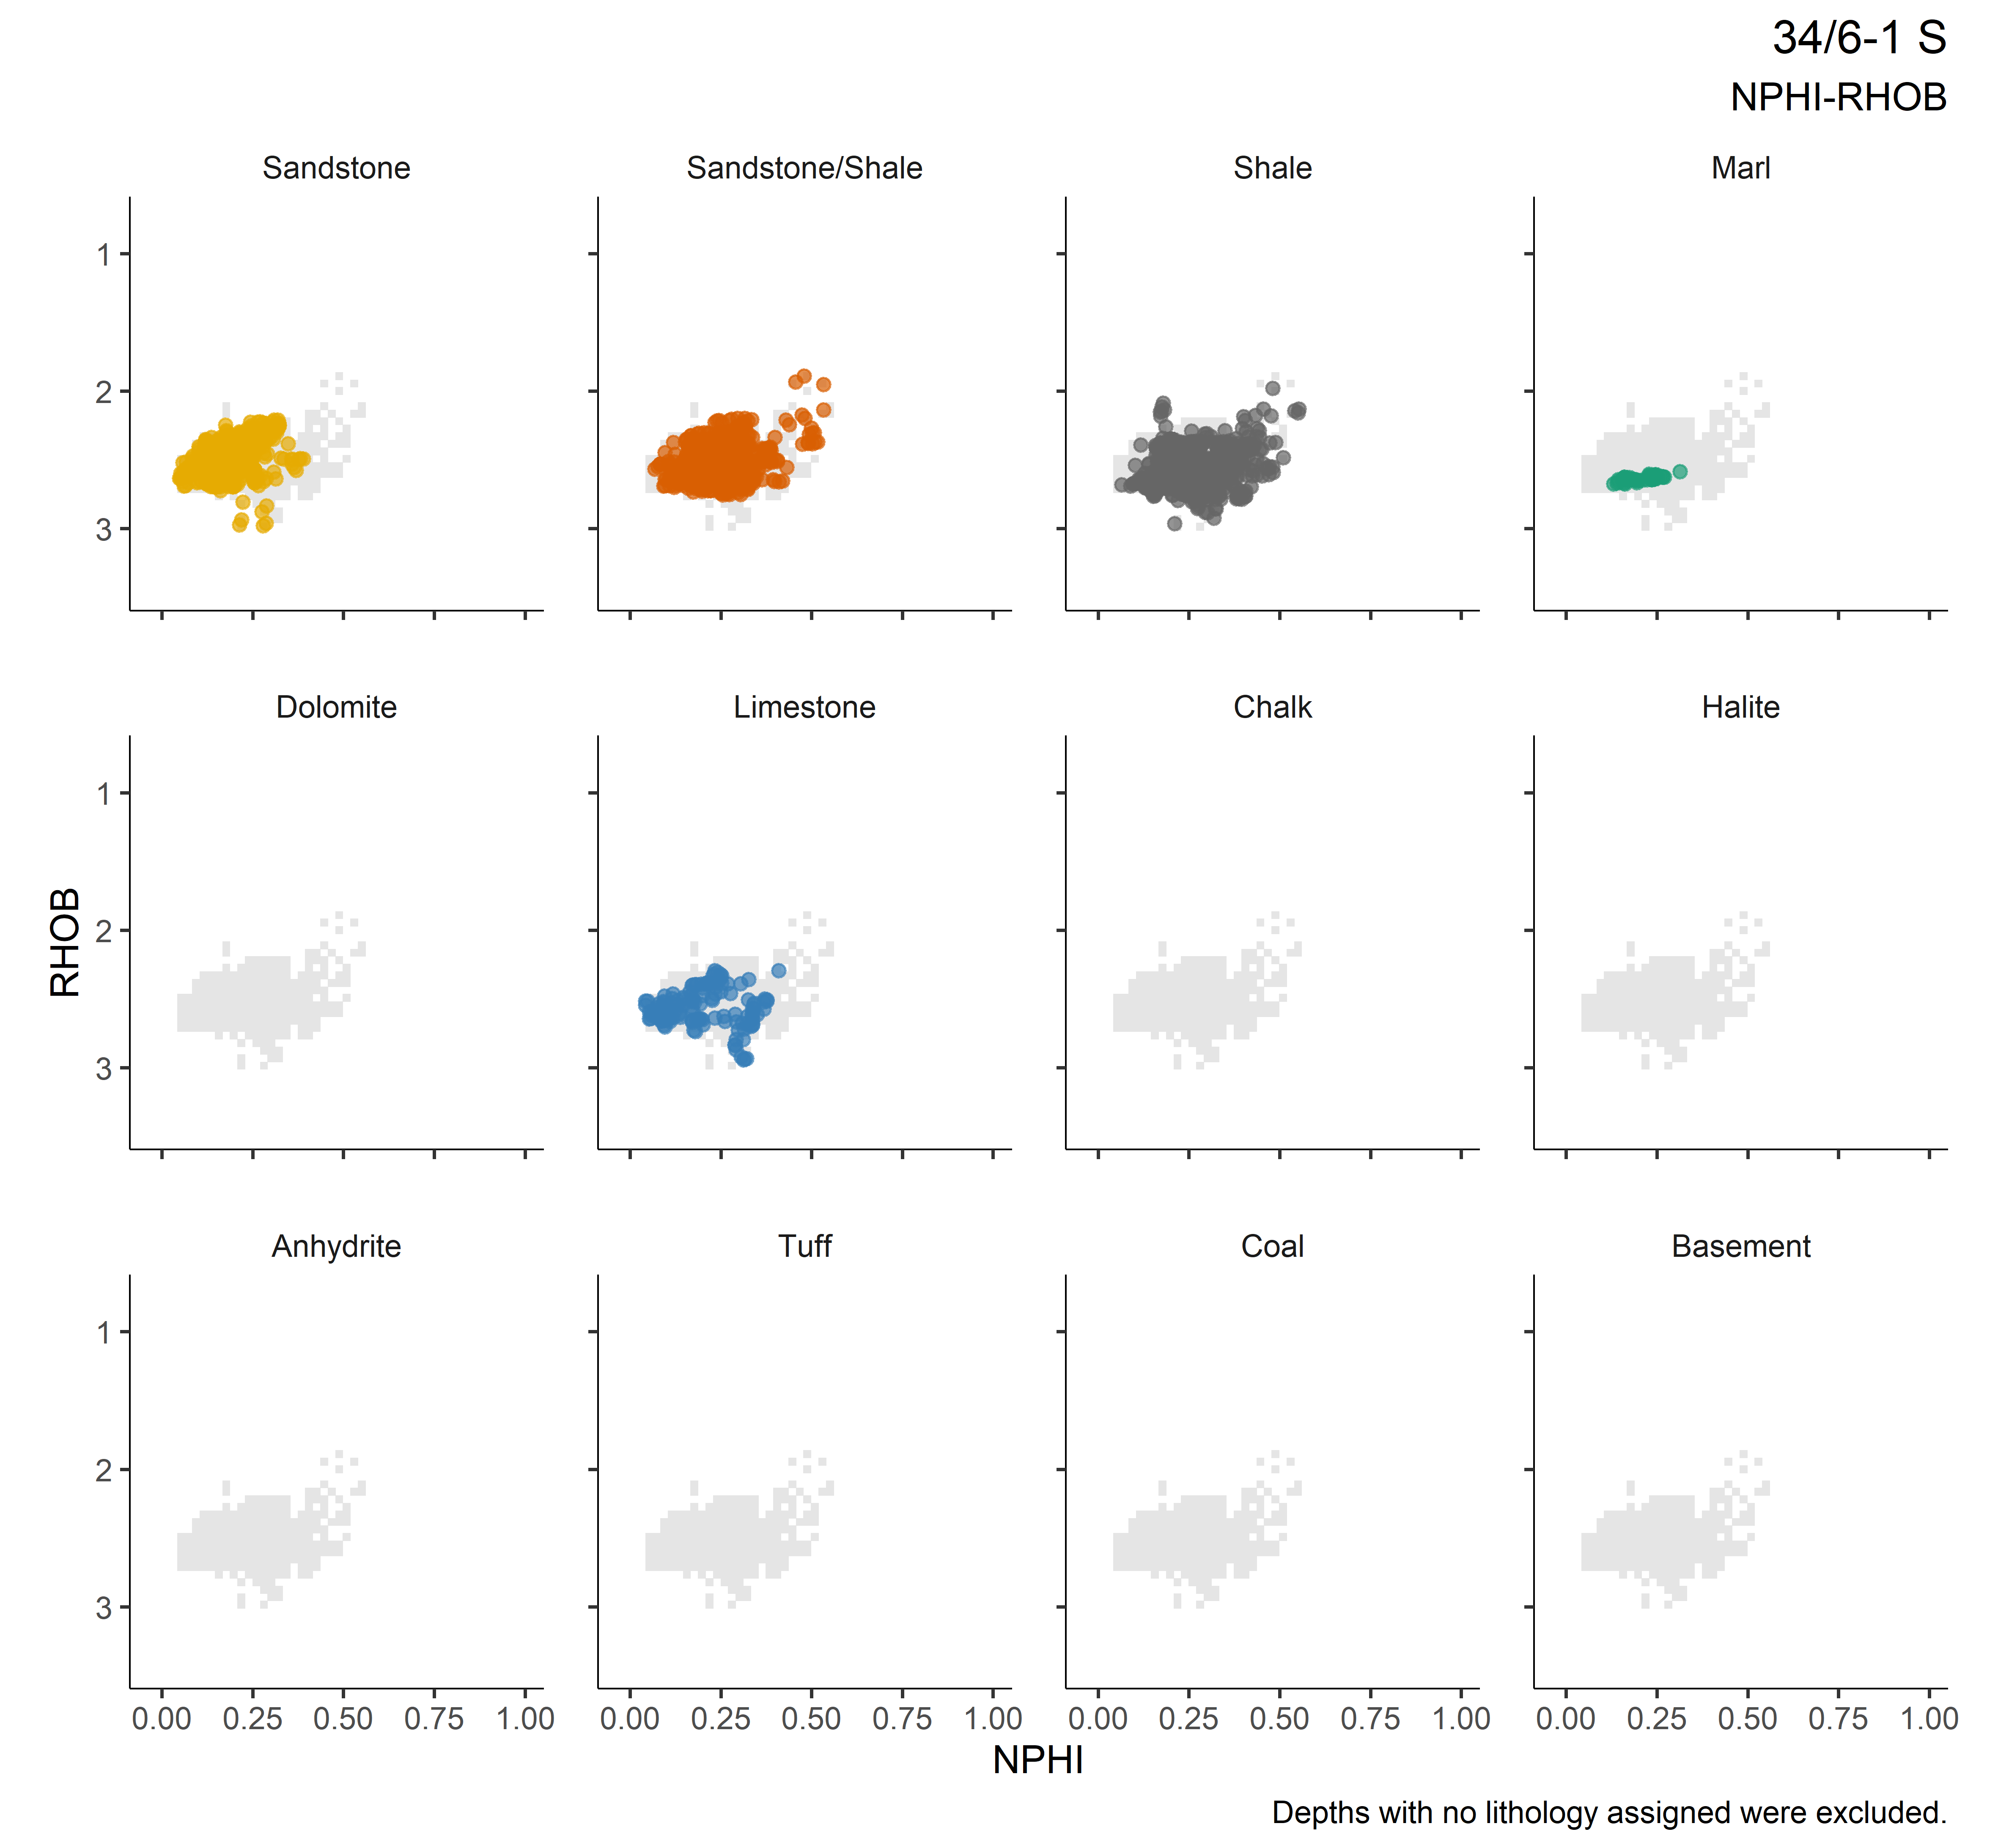 34/6-1 S
NPHI-RHOB
Sandstone Sandstone/Shale Shale Marl
1
2
3
Dolomite Limestone Chalk Halite
1
2
3
RHOB
Anhydrite Tuff Coal Basement
1
2
3
0.00 0.25 0.50 0.75 1.00 0.00 0.25 0.50 0.75 1.00 0.00 0.25 0.50 0.75 1.00 0.00 0.25 0.50 0.75 1.00
NPHI
Depths with no lithology assigned were excluded.